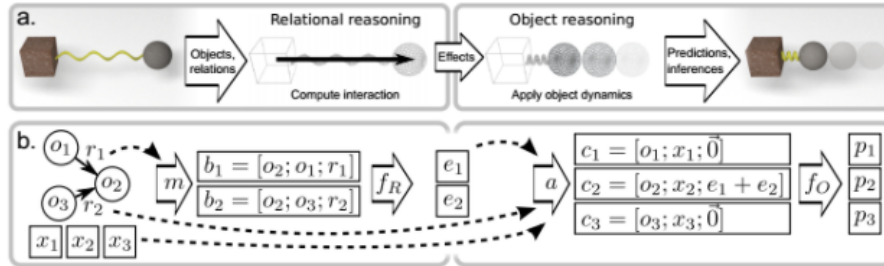 a.
Relational reasoning
Object reasoning
Objects,
relations
Compute interaction
Effects
Apply object dynamics
Predictions,
inferences
b.
o₁
r₁
o₂
o₃
r₂
x₁ x₂ x₃
m
b₁ = [o₂; o₁; r₁]
b₂ = [o₂; o₃; r₂]
f_R
e₁
e₂
a
c₁ = [o₁; x₁; 0⃗]
c₂ = [o₂; x₂; e₁ + e₂]
c₃ = [o₃; x₃; 0⃗]
f_O
p₁
p₂
p₃